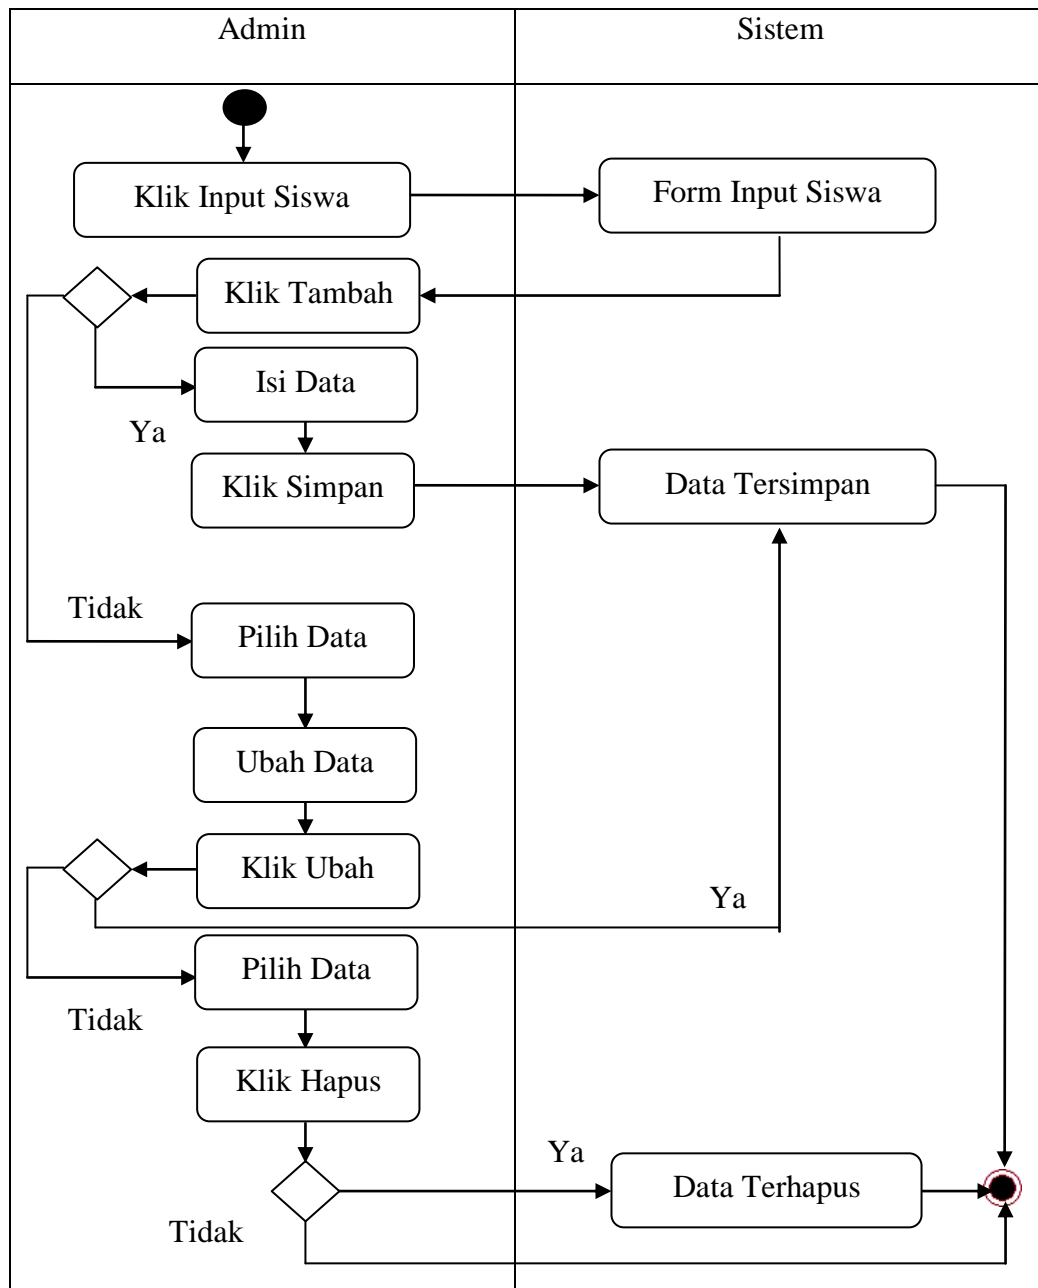 Admin
Sistem
Klik Input Siswa
Form Input Siswa
Klik Tambah
Isi Data
Ya
Klik Simpan
Data Tersimpan
Tidak
Pilih Data
Ubah Data
Klik Ubah
Ya
Pilih Data
Tidak
Klik Hapus
Ya
Data Terhapus
Tidak